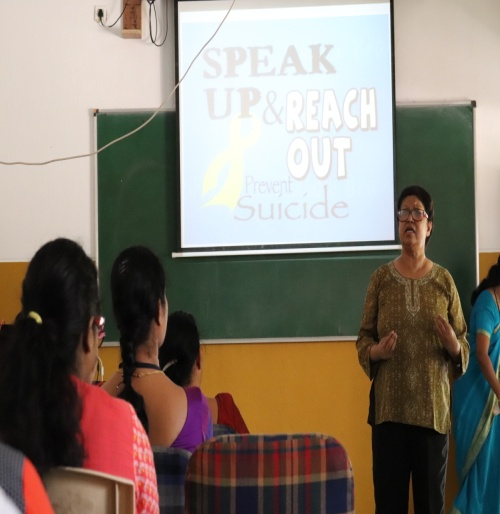 SPEAK
UP & REACH
OUT
Prevent
Suicide